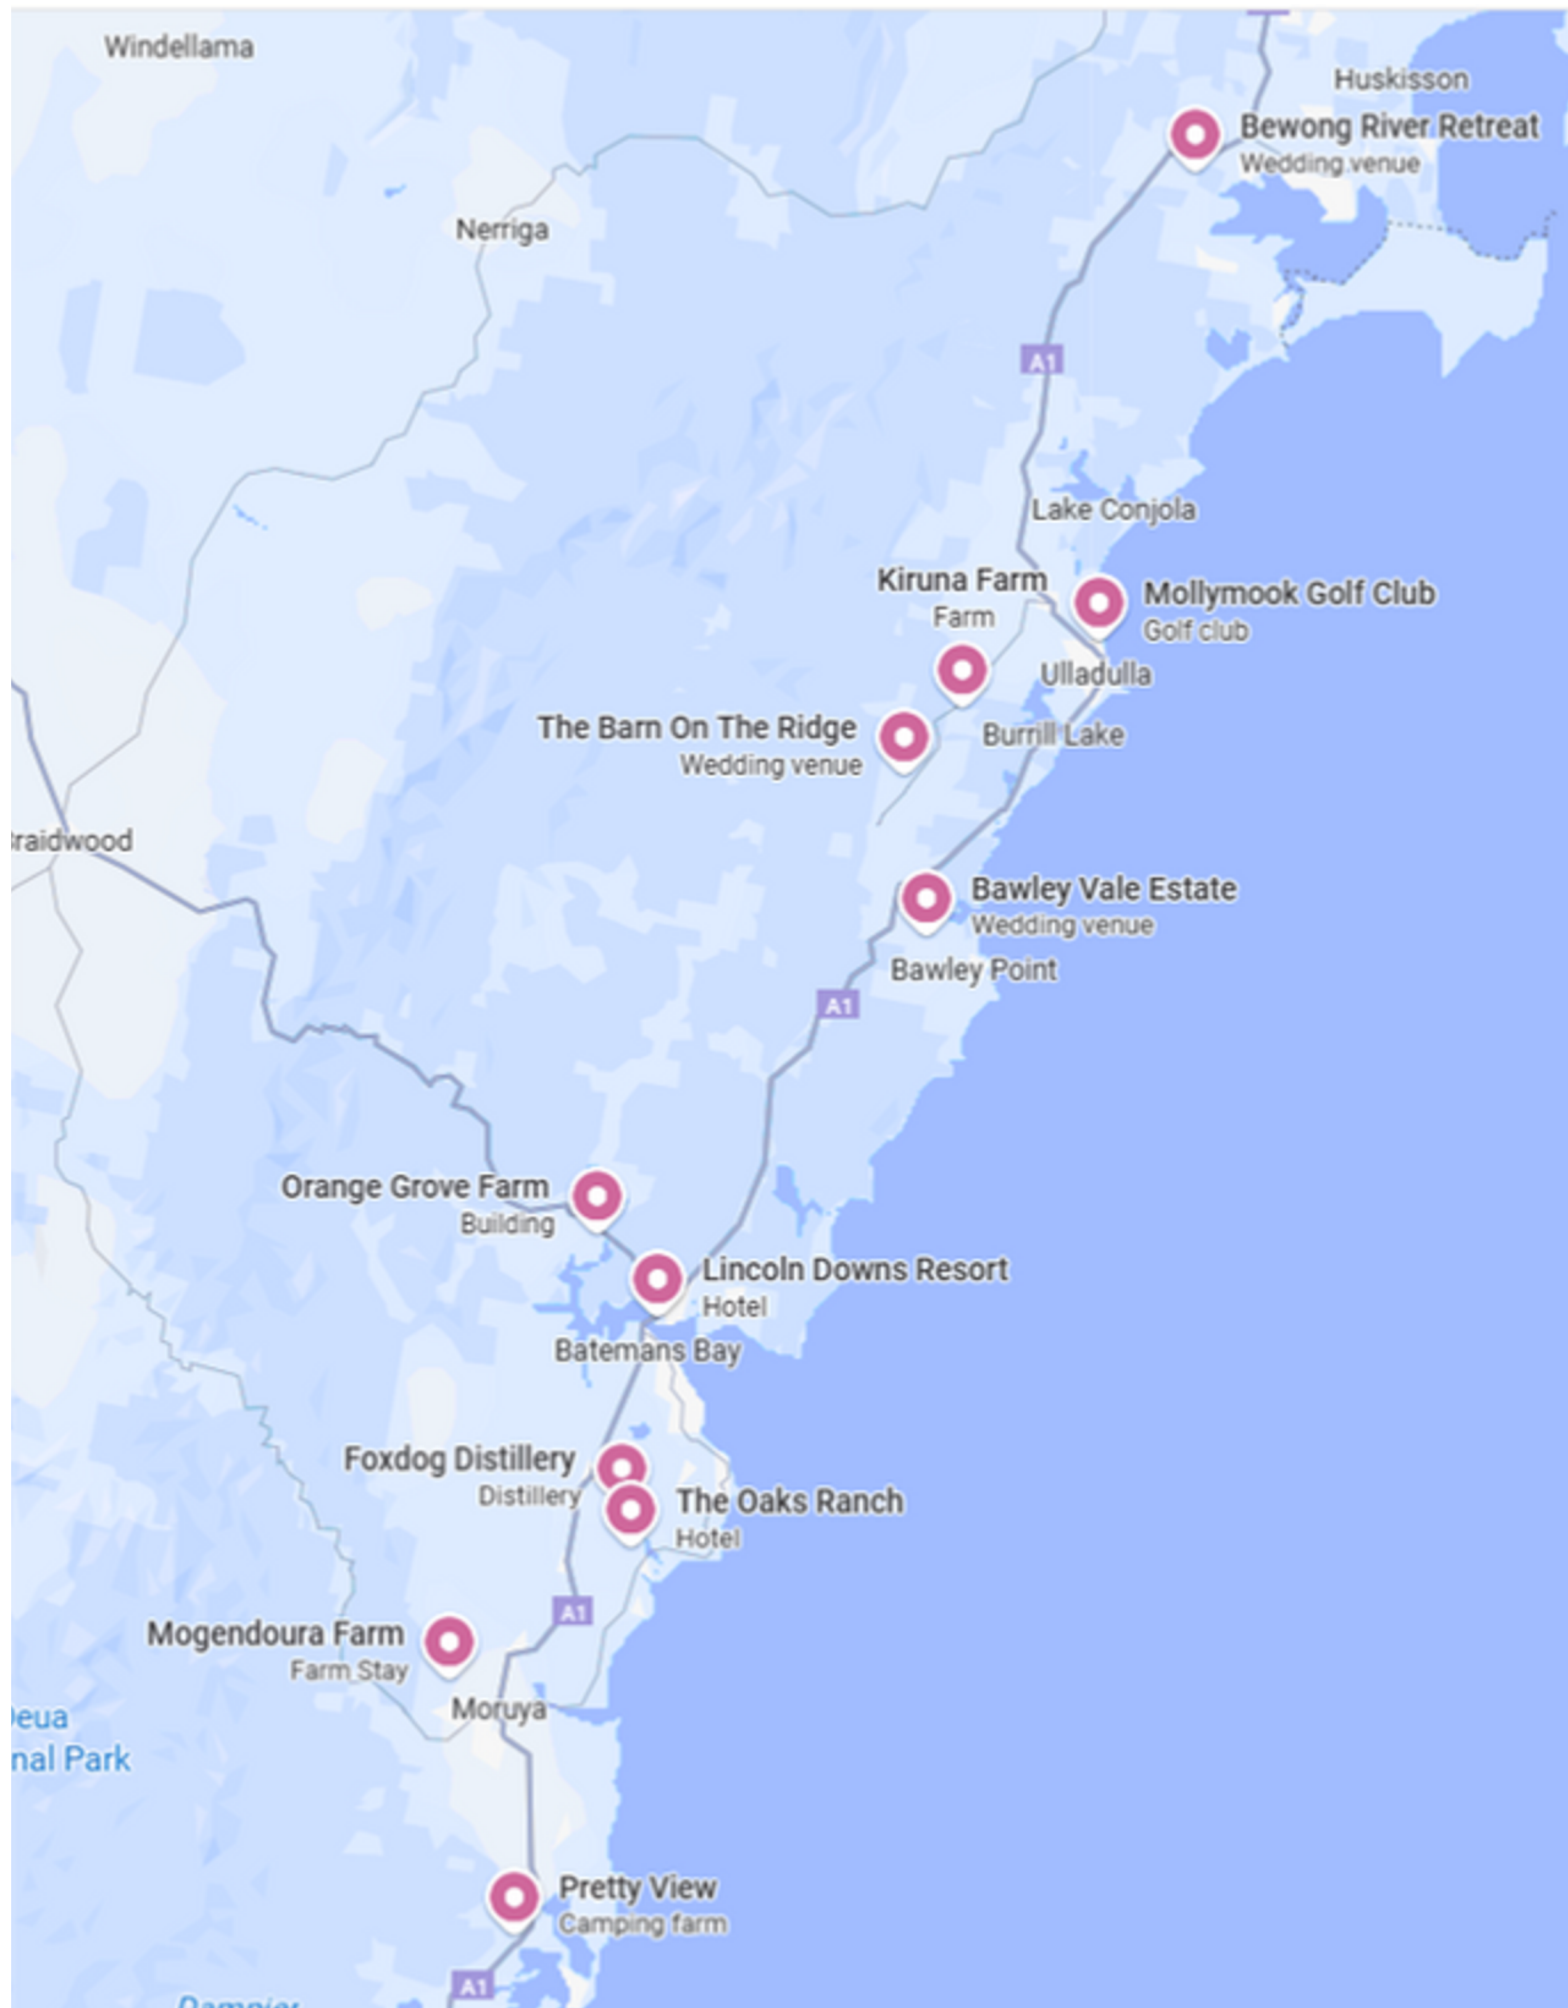 Windellama
Huskisson
Bewong River Retreat
Wedding venue
Nerriga
A1
Lake Conjola
Kiruna Farm
Farm
Mollymook Golf Club
Golf club
Ulladulla
The Barn On The Ridge
Wedding venue
Burrill Lake
raidwood
Bawley Vale Estate
Wedding venue
Bawley Point
A1
Orange Grove Farm
Building
Lincoln Downs Resort
Hotel
Batemans Bay
Foxdog Distillery
Distillery
The Oaks Ranch
Hotel
A1
Mogendoura Farm
Farm Stay
Moruya
eua
nal Park
Pretty View
Camping farm
A1